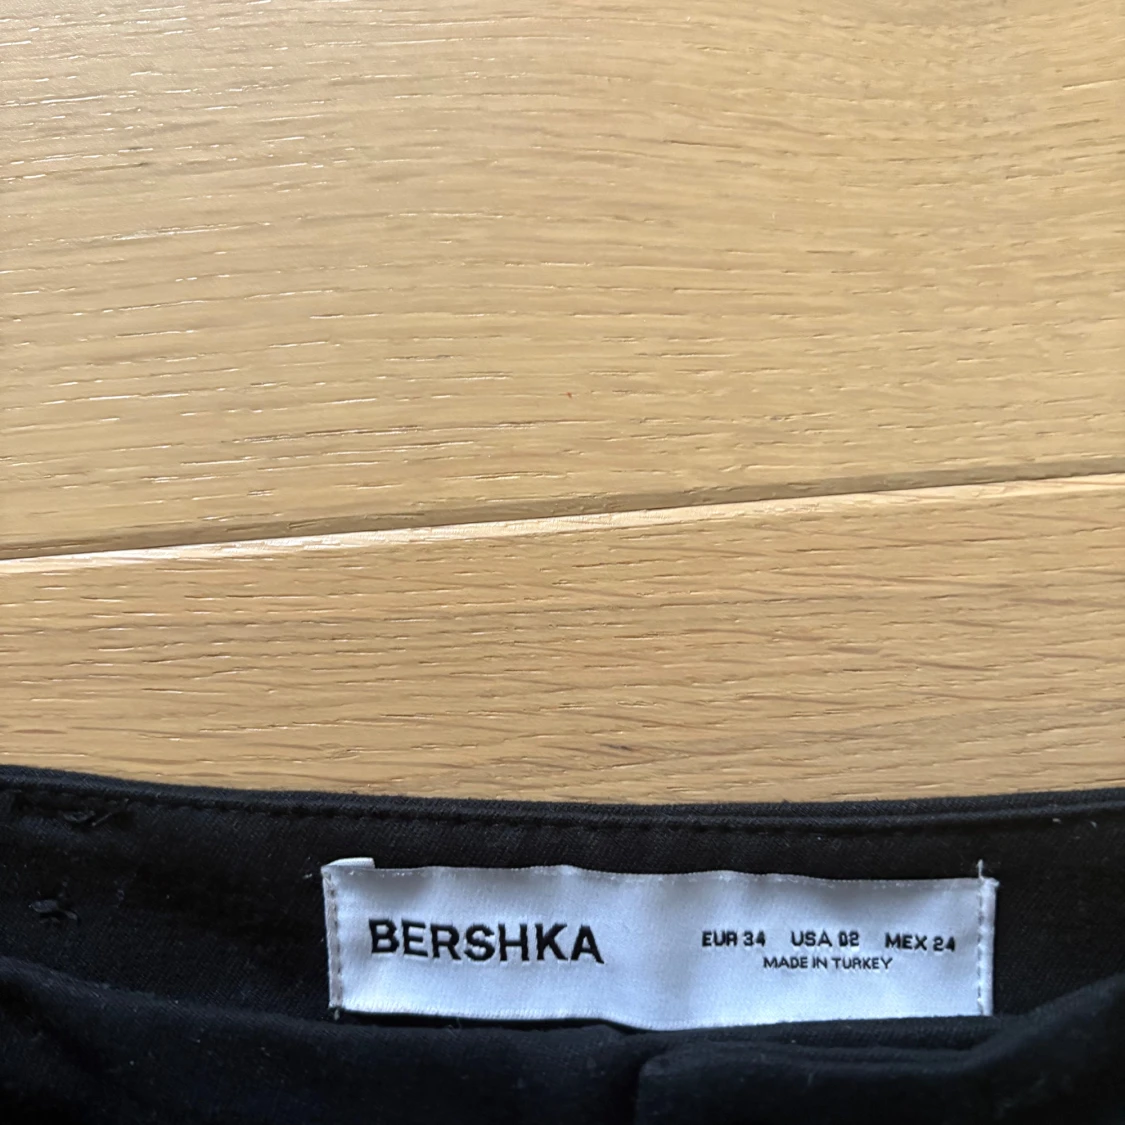 BERSHKA
EUR 34 USA 02 MEX 24
MADE IN TURKEY